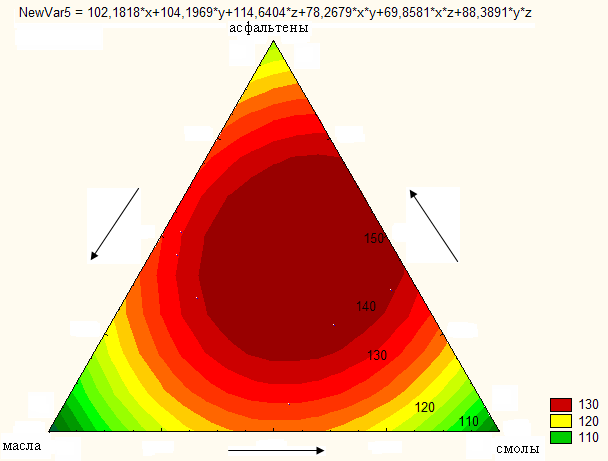 NewVar5 = 102,1818*x+104,1969*y+114,6404*z+78,2679*x*y+69,8581*x*z+88,3891*y*z
асфальтены
150
140
130
120
110
масла
смолы
130
120
110